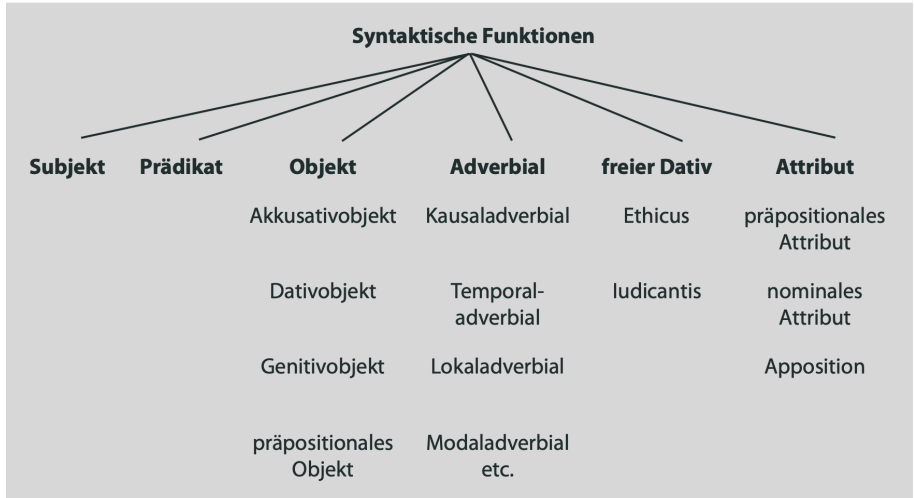 Syntaktische Funktionen
Subjekt Prädikat Objekt Adverbial freier Dativ Attribut
Akkusativobjekt Kausaladverbial Ethicus präpositionales
Attribut
Dativobjekt Temporal- Iudicantis nominales
adverbial Attribut
Genitivobjekt Lokaladverbial Apposition
präpositionales Modaladverbial
Objekt etc.